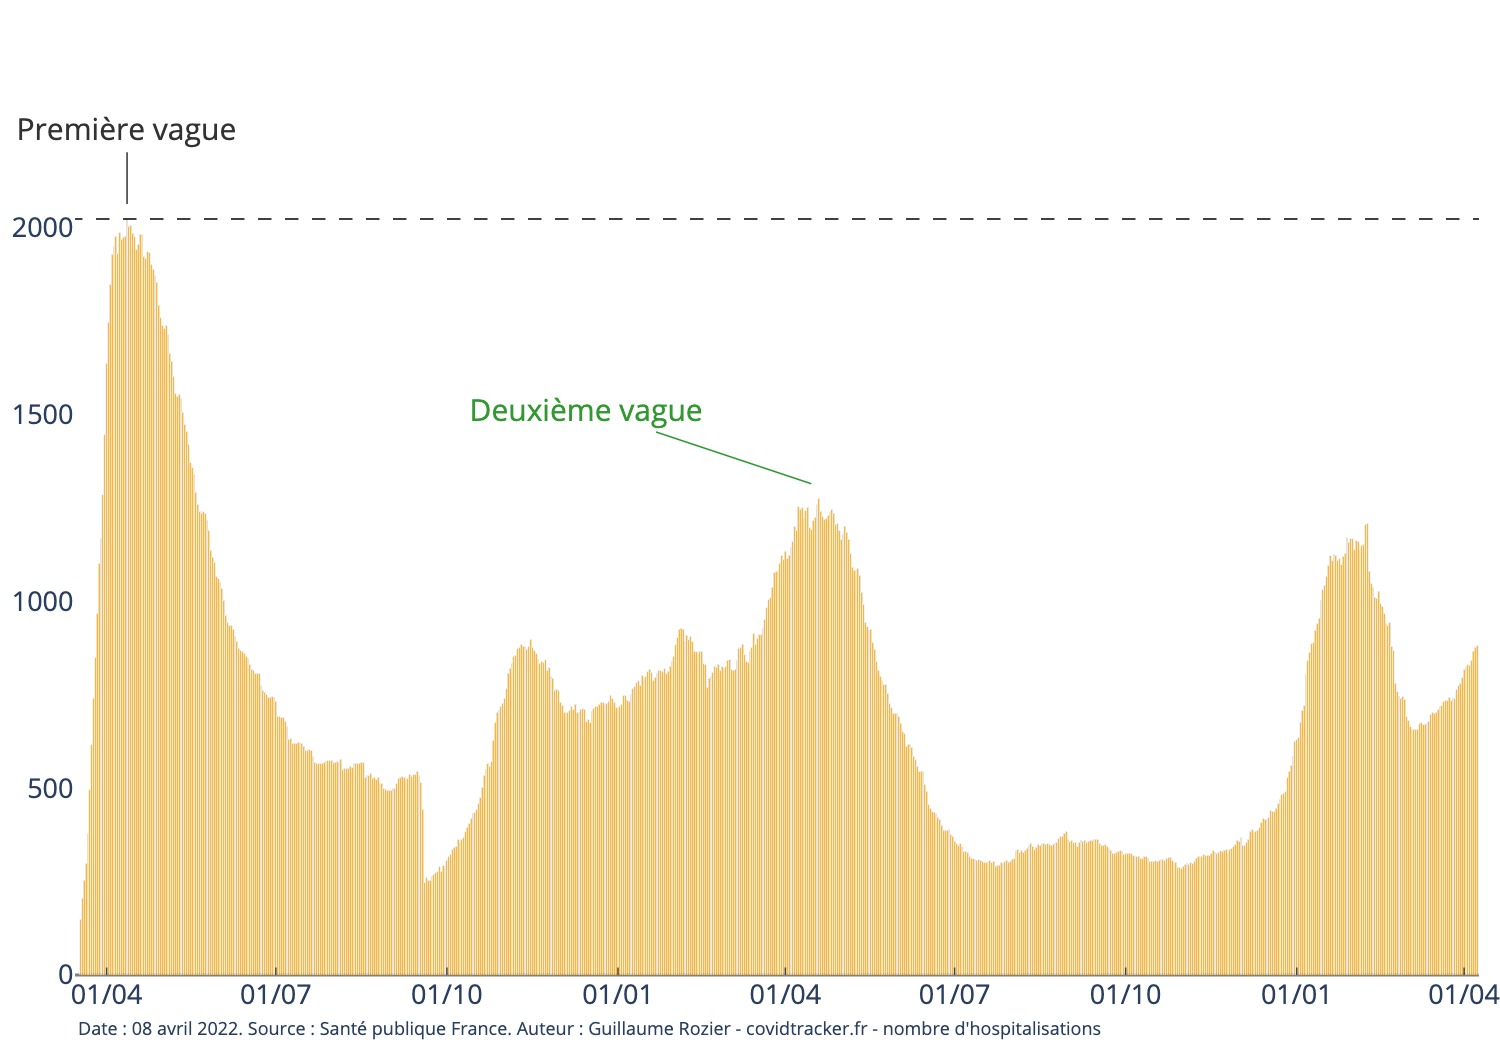 Première vague
2000
1500
Deuxième vague
1000
500
0
01/04 01/07 01/10 01/01 01/04 01/07 01/10 01/01 01/04
Date : 08 avril 2022. Source : Santé publique France. Auteur : Guillaume Rozier - covidtracker.fr - nombre d'hospitalisations